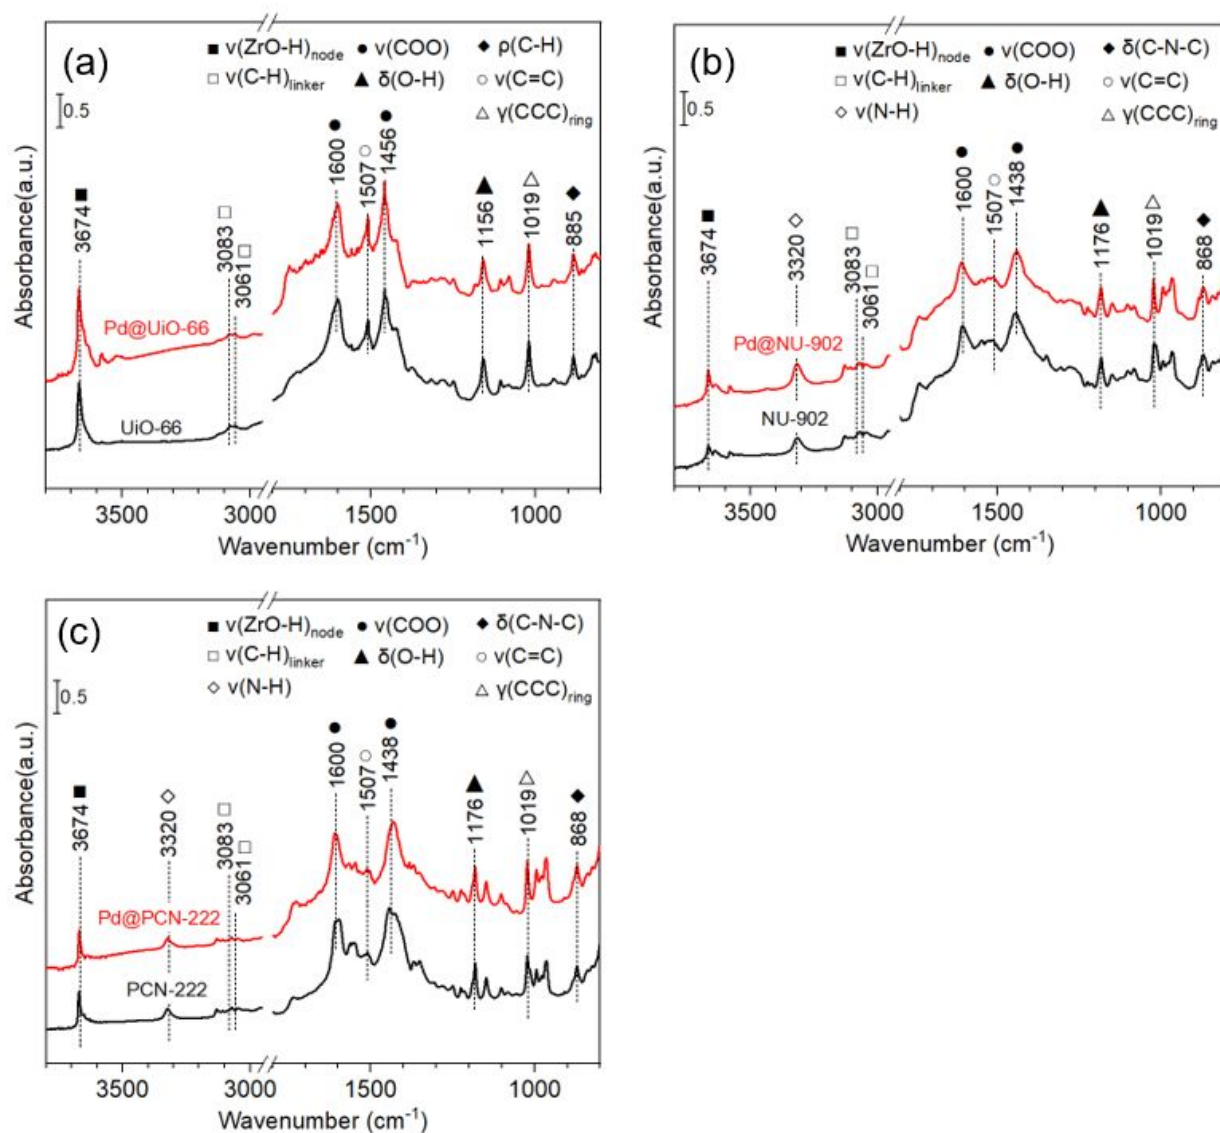 (a)
■ ν(ZrO-H)node ● ν(COO) ◆ ρ(C-H)
□ ν(C-H)linker ▲ δ(O-H) ○ ν(C=C)
△ γ(CCC)ring
0.5
3674
3083
3061
1600
1507
1456
1156
1019
885
Pd@UiO-66
UiO-66
Absorbance(a.u.)
3500 3000 1500 1000
Wavenumber (cm⁻¹)
(b)
■ ν(ZrO-H)node ● ν(COO) ◆ δ(C-N-C)
□ ν(C-H)linker ▲ δ(O-H) ○ ν(C=C)
◇ ν(N-H) △ γ(CCC)ring
0.5
3674
3320
3083
3061
1600
1507
1438
1176
1019
868
Pd@NU-902
NU-902
Absorbance(a.u.)
3500 3000 1500 1000
Wavenumber (cm⁻¹)
(c)
■ ν(ZrO-H)node ● ν(COO) ◆ δ(C-N-C)
□ ν(C-H)linker ▲ δ(O-H) ○ ν(C=C)
◇ ν(N-H) △ γ(CCC)ring
0.5
3674
3320
3083
3061
1600
1507
1438
1176
1019
868
Pd@PCN-222
PCN-222
Absorbance(a.u.)
3500 3000 1500 1000
Wavenumber (cm⁻¹)